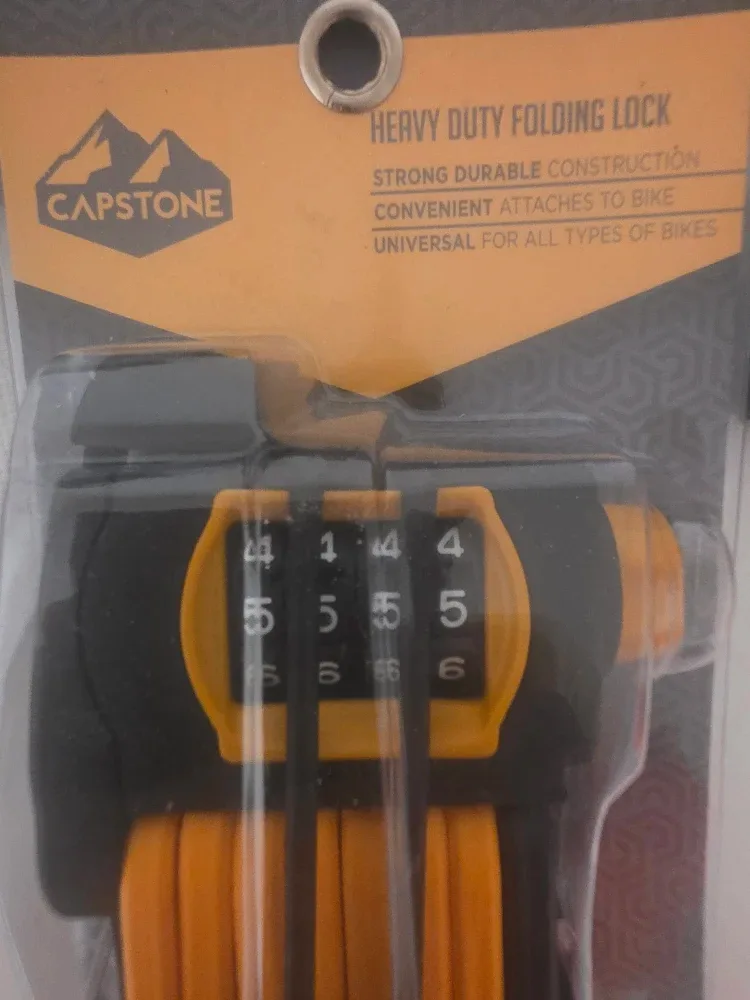 CAPSTONE
HEAVY DUTY FOLDING LOCK
STRONG DURABLE CONSTRUCTION
CONVENIENT ATTACHES TO BIKE
UNIVERSAL FOR ALL TYPES OF BIKES
4 4 4 4
5 5 5 5
6 6 6 6